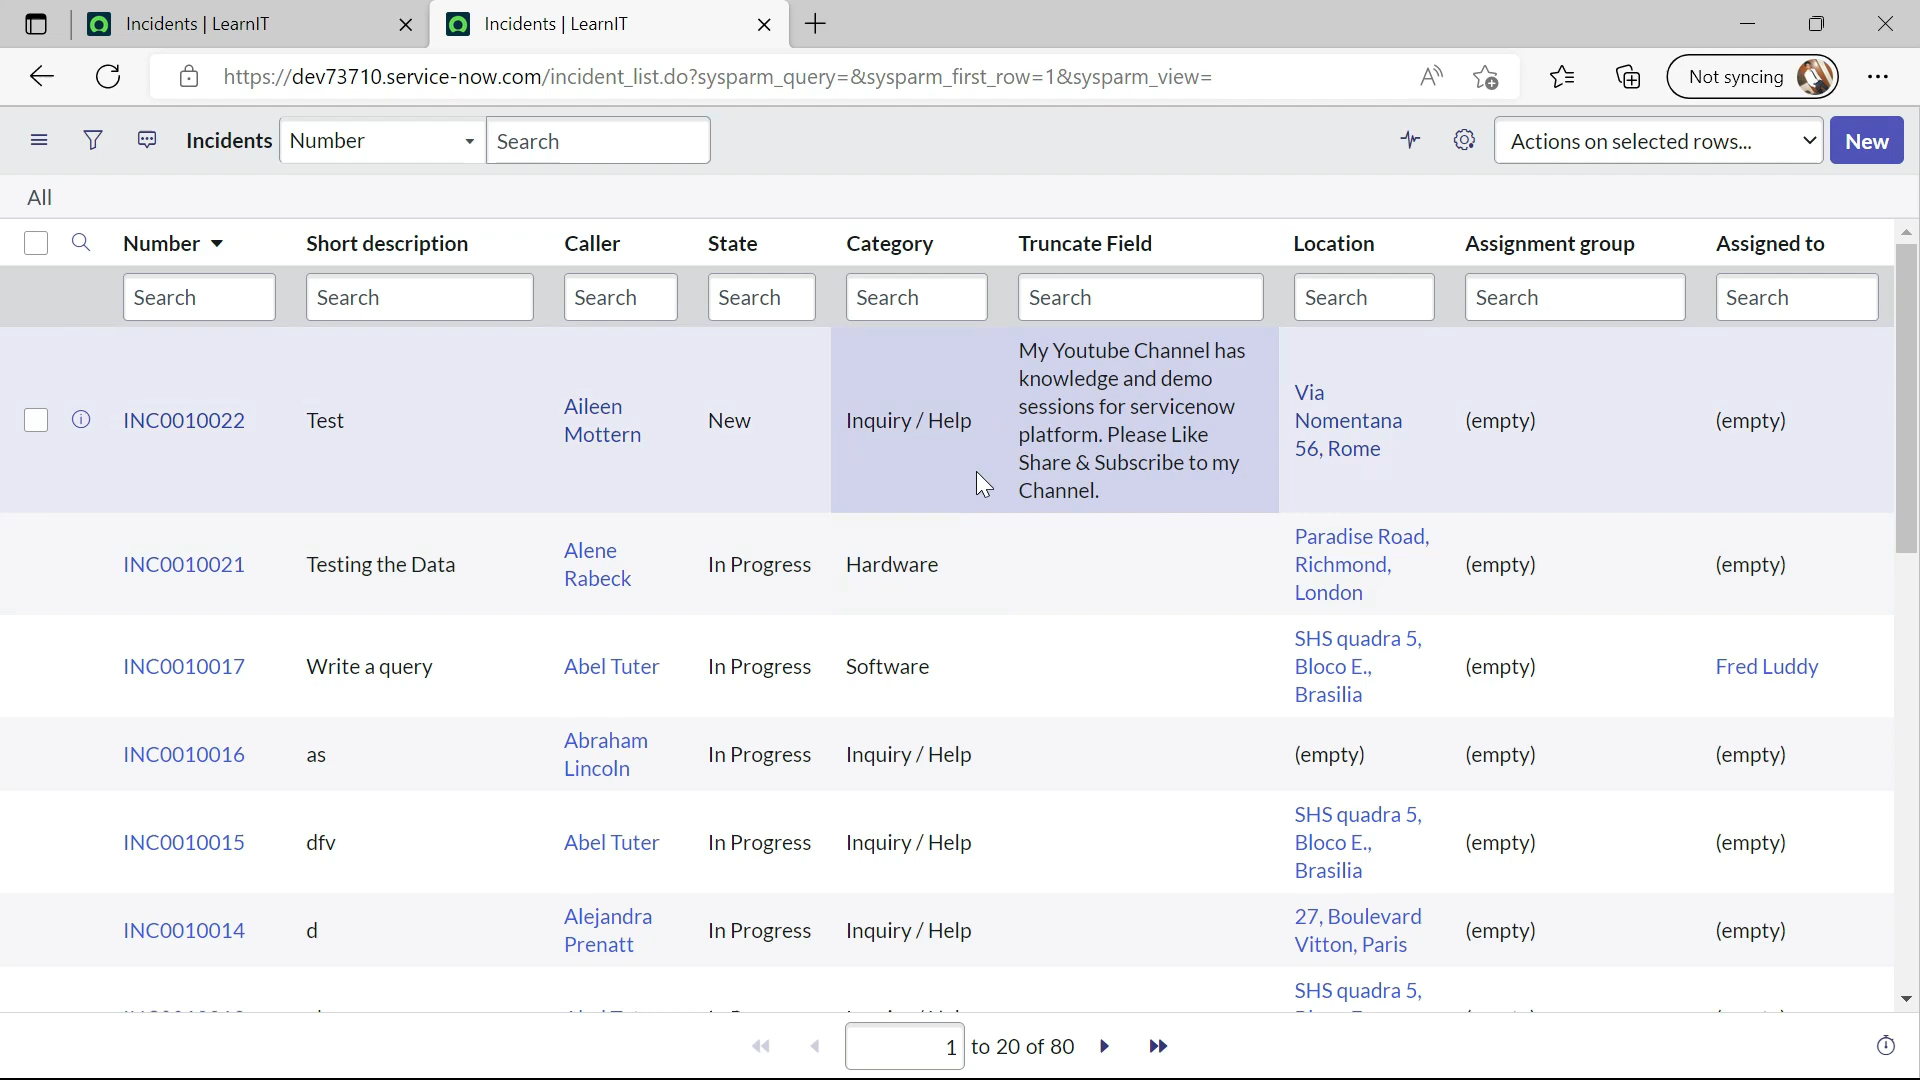 Incidents | LearnIT
Incidents | LearnIT
https://dev73710.service-now.com/incident_list.do?sysparm_query=&sysparm_first_row=1&sysparm_view=
Not syncing
Incidents Number Search Actions on selected rows... New
All
Number Short description Caller State Category Truncate Field Location Assignment group Assigned to
Search Search Search Search Search Search Search Search Search
INC0010022 Test Aileen Mottern New Inquiry / Help
My Youtube Channel has
knowledge and demo
sessions for servicenow
platform. Please Like
Share & Subscribe to my
Channel.
Via
Nomentana
56, Rome
(empty) (empty)
INC0010021 Testing the Data Alene Rabeck In Progress Hardware
Paradise Road,
Richmond,
London
(empty) (empty)
INC0010017 Write a query Abel Tuter In Progress Software
SHS quadra 5,
Bloco E.,
Brasilia
(empty) Fred Luddy
INC0010016 as Abraham Lincoln In Progress Inquiry / Help (empty) (empty) (empty)
INC0010015 dfv Abel Tuter In Progress Inquiry / Help
SHS quadra 5,
Bloco E.,
Brasilia
(empty) (empty)
INC0010014 d Alejandra Prenatt In Progress Inquiry / Help
27, Boulevard
Vitton, Paris
(empty) (empty)
SHS quadra 5,
1 to 20 of 80